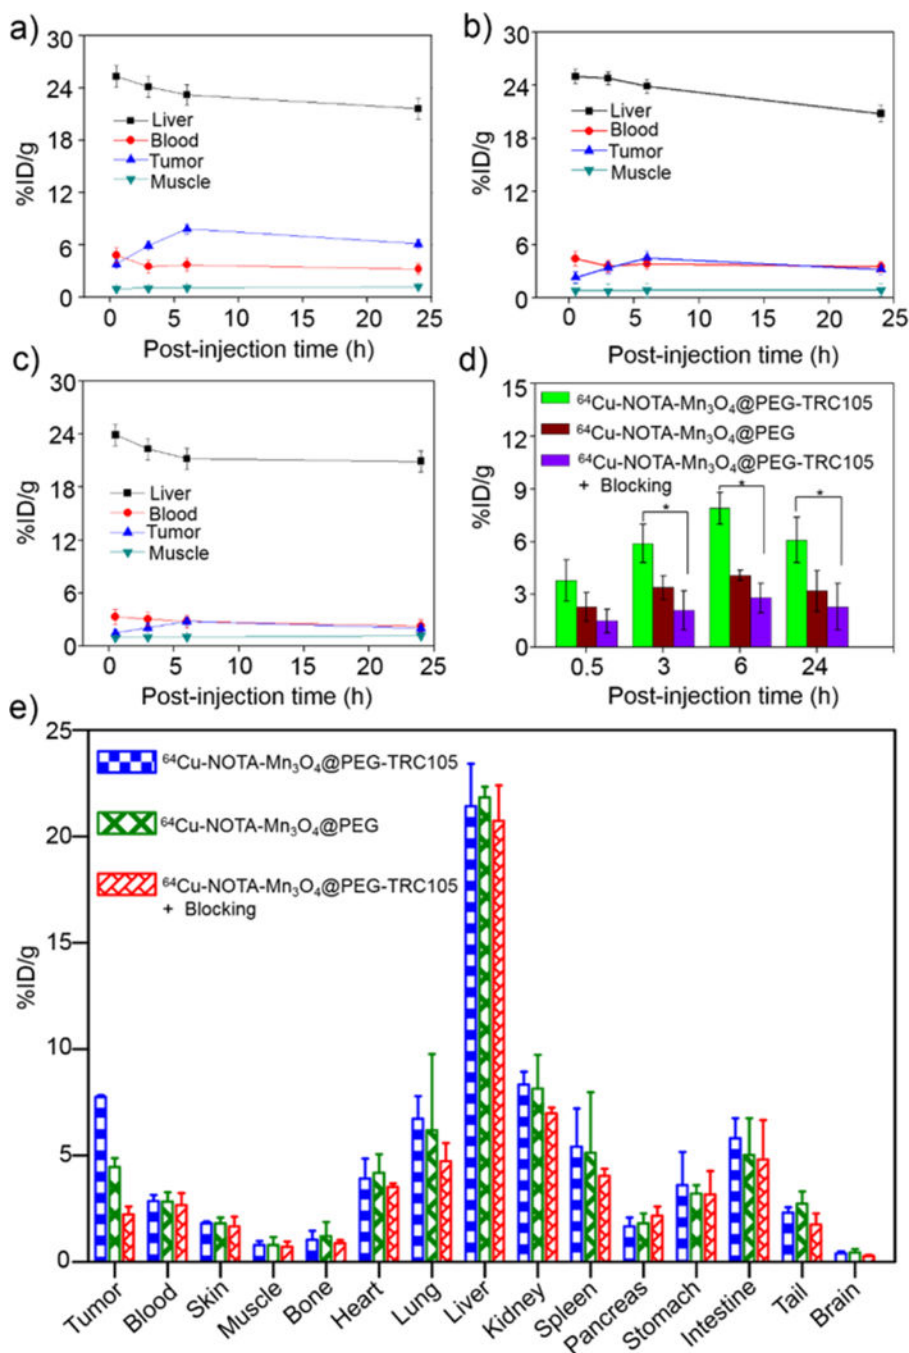 a)
30
24
18
12
6
0
%ID/g
Liver
Blood
Tumor
Muscle
0 5 10 15 20 25
Post-injection time (h)
b)
30
24
18
12
6
0
%ID/g
Liver
Blood
Tumor
Muscle
0 5 10 15 20 25
Post-injection time (h)
c)
30
24
18
12
6
0
%ID/g
Liver
Blood
Tumor
Muscle
0 5 10 15 20 25
Post-injection time (h)
d)
15
12
9
6
3
0
%ID/g
⁶⁴Cu-NOTA-Mn₃O₄@PEG-TRC105
⁶⁴Cu-NOTA-Mn₃O₄@PEG
⁶⁴Cu-NOTA-Mn₃O₄@PEG-TRC105
+ Blocking
* * *
0.5 3 6 24
Post-injection time (h)
e)
25
20
15
10
5
0
%ID/g
⁶⁴Cu-NOTA-Mn₃O₄@PEG-TRC105
⁶⁴Cu-NOTA-Mn₃O₄@PEG
⁶⁴Cu-NOTA-Mn₃O₄@PEG-TRC105
+ Blocking
Tumor Blood Skin Muscle Bone Heart Lung Liver Kidney Spleen Pancreas Stomach Intestine Tail Brain